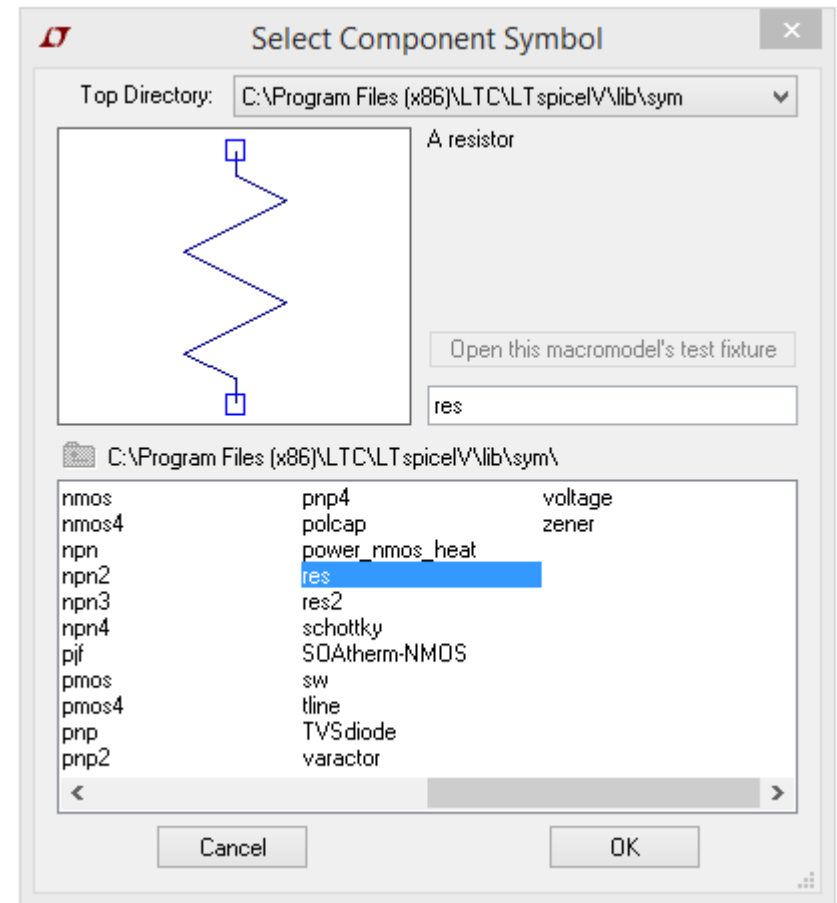 Select Component Symbol
Top Directory: C:\Program Files (x86)\LTC\LTspiceIV\lib\sym
A resistor
Open this macromodel's test fixture
res
C:\Program Files (x86)\LTC\LTspiceIV\lib\sym\
nmos pnp4 voltage
nmos4 polcap zener
npn power_nmos_heat
npn2 res
npn3 res2
npn4 schottky
pjf SOAtherm-NMOS
pmos sw
pmos4 tline
pnp TVSdiode
pnp2 varactor
Cancel OK